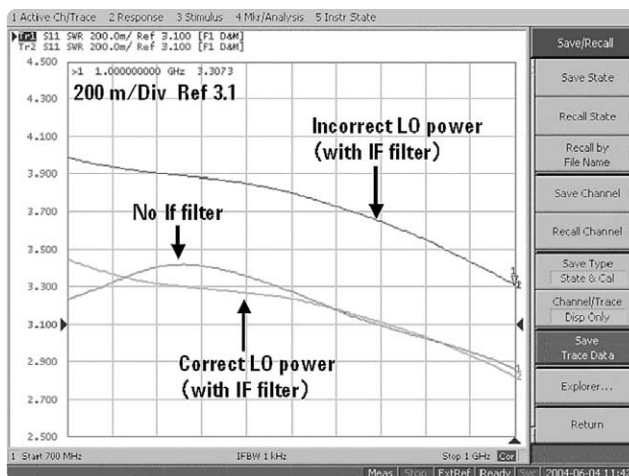 1 Active Ch/Trace 2 Response 3 Stimulus 4 Mkr/Analysis 5 Instr State
Tr1 S11 SWR 200.0m/ Ref 3.100 [F1 D&M]
Tr2 S11 SWR 200.0m/ Ref 3.100 [F1 D&M]
4.500
>1 1.000000000 GHz 3.3073
200 m/Div Ref 3.1
4.300
4.100
3.900
3.700
3.500
3.300
3.100
2.900
2.700
2.500
Incorrect LO power
(with IF filter)
No If filter
Correct LO power
(with IF filter)
1
1
2
1 Start 700 MHz IFBW 1 kHz Stop 1 GHz Cor
Meas Stop ExtRef Ready Svc 2004-06-04 11:4
Save/Recall
Save State
Recall State
Recall by
File Name
Save Channel
Recall Channel
Save Type
State & Cal
Channel/Trace
Disp Only
Save
Trace Data
Explorer...
Return